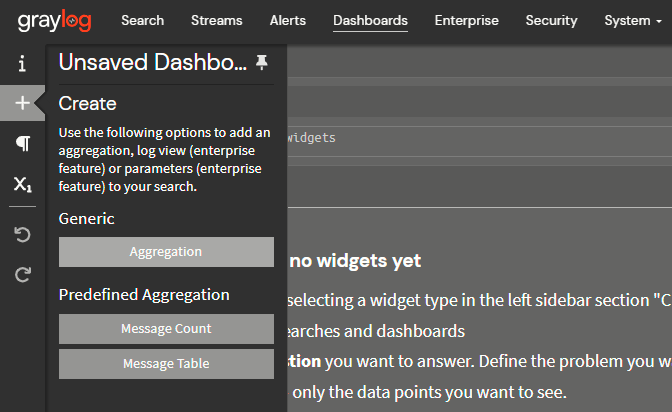 graylog Search Streams Alerts Dashboards Enterprise Security System
Unsaved Dashbo...
Create
Use the following options to add an
aggregation, log view (enterprise
feature) or parameters (enterprise
feature) to your search.
Generic
Aggregation
Predefined Aggregation
Message Count
Message Table
widgets
no widgets yet
selecting a widget type in the left sidebar section "C
earches and dashboards
stion you want to answer. Define the problem you w
only the data points you want to see.